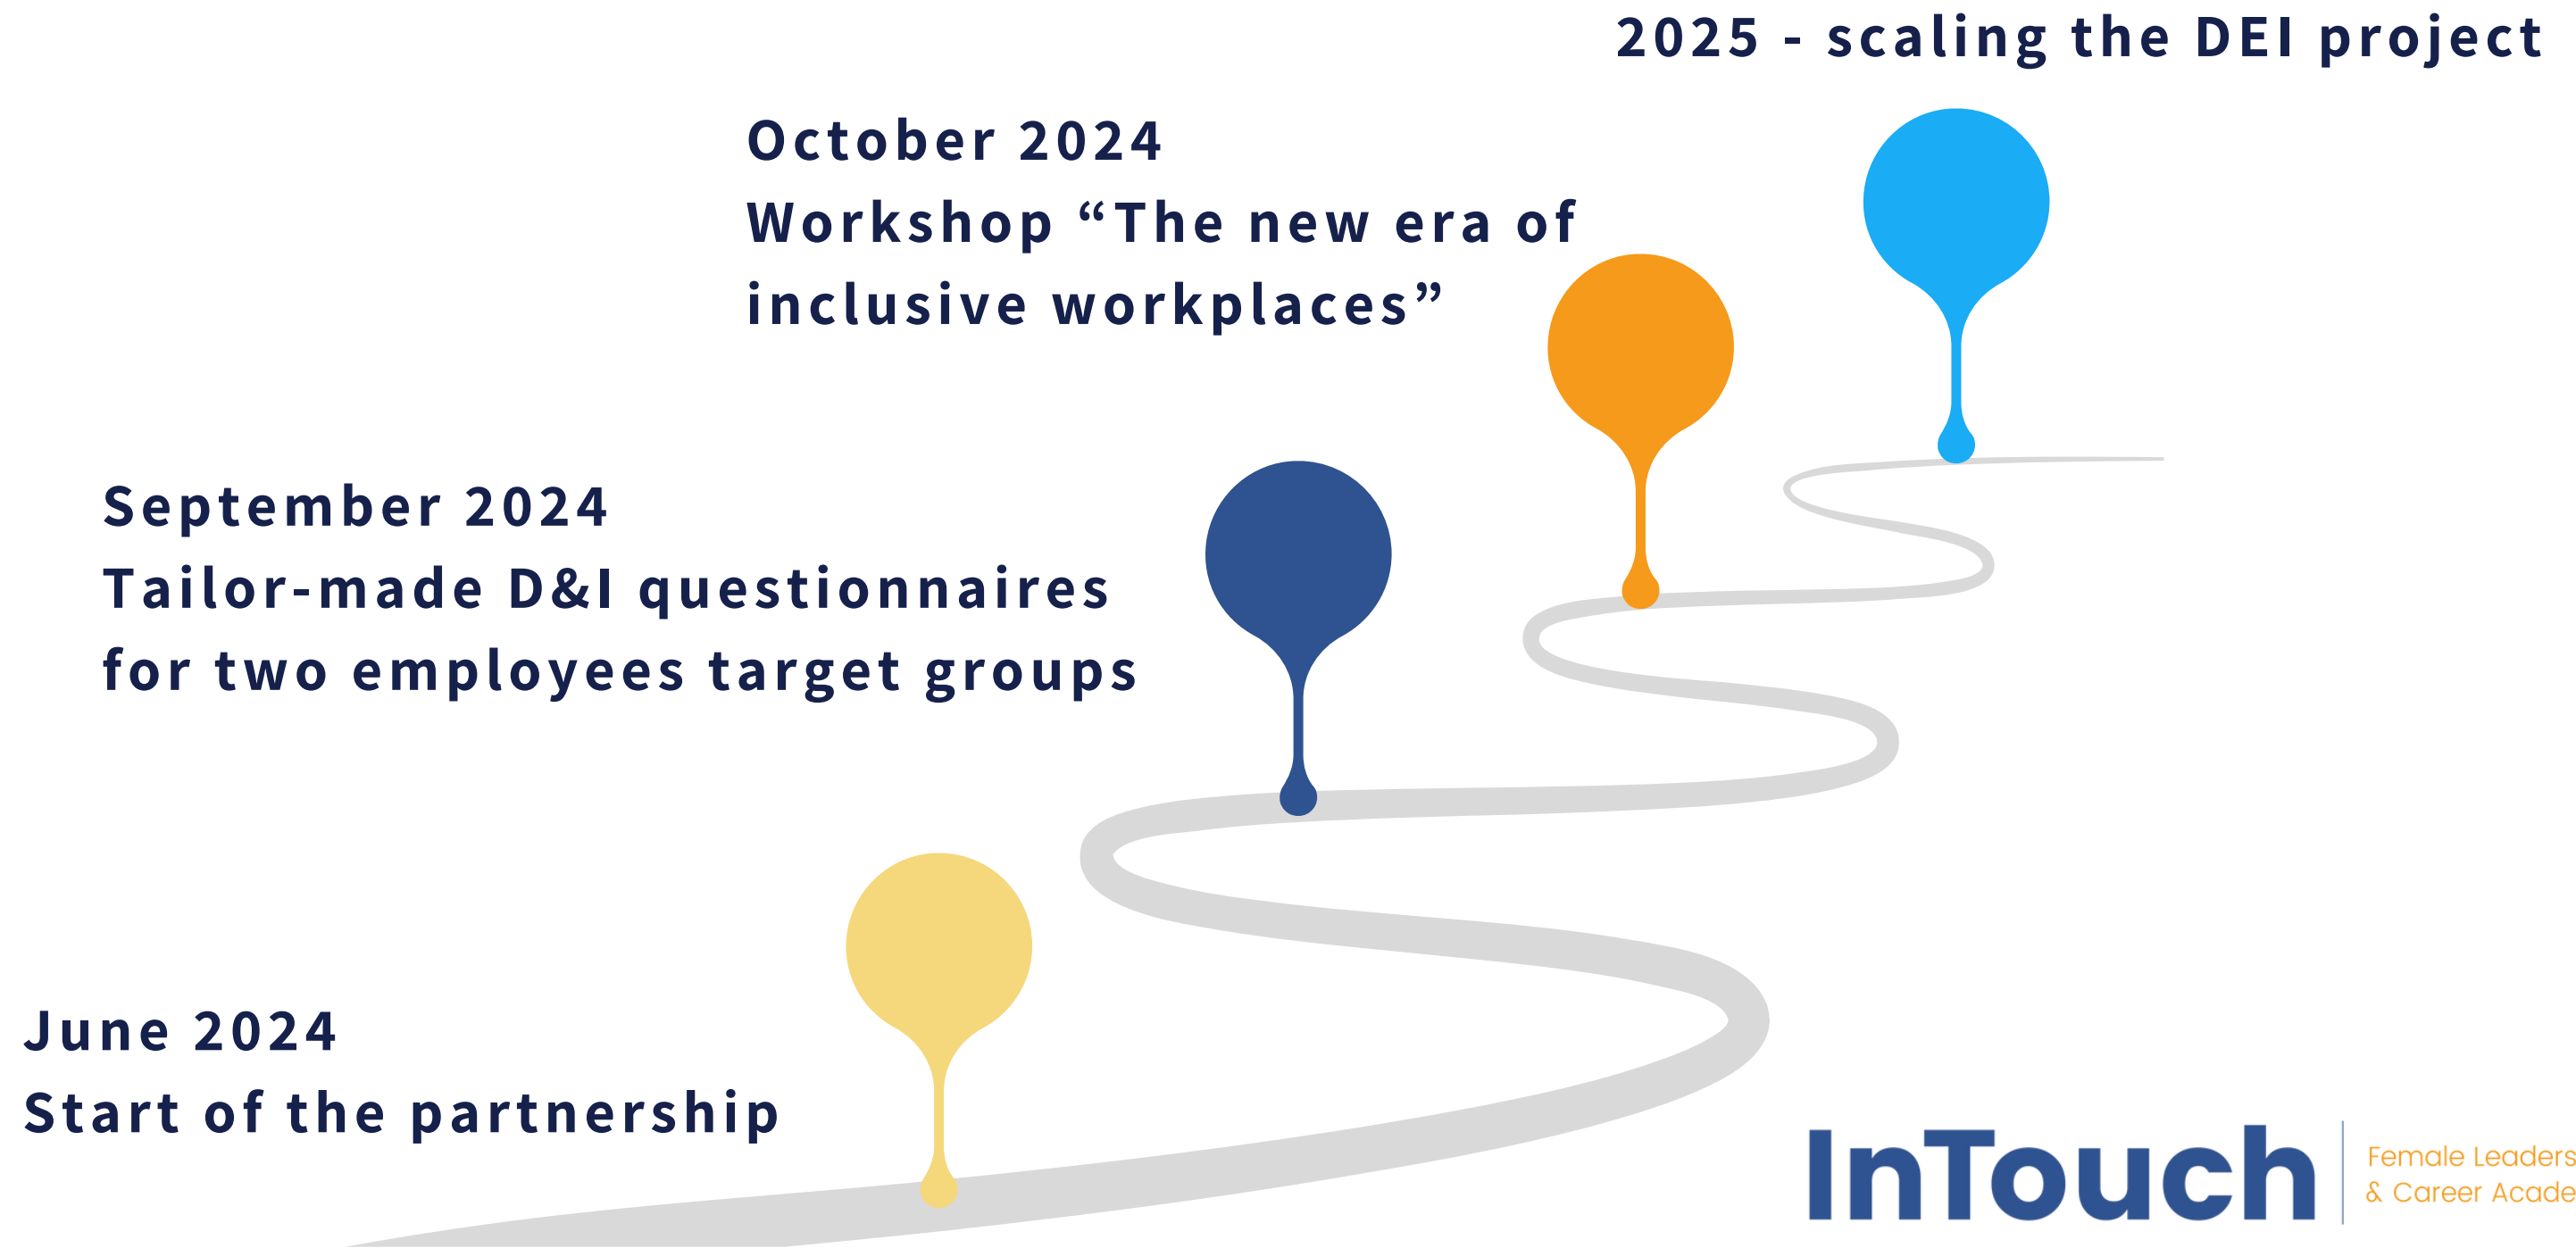 2025 - scaling the DEI project
October 2024
Workshop “The new era of
inclusive workplaces”
September 2024
Tailor-made D&I questionnaires
for two employees target groups
June 2024
Start of the partnership
InTouch
Female Leaders
& Career Acade